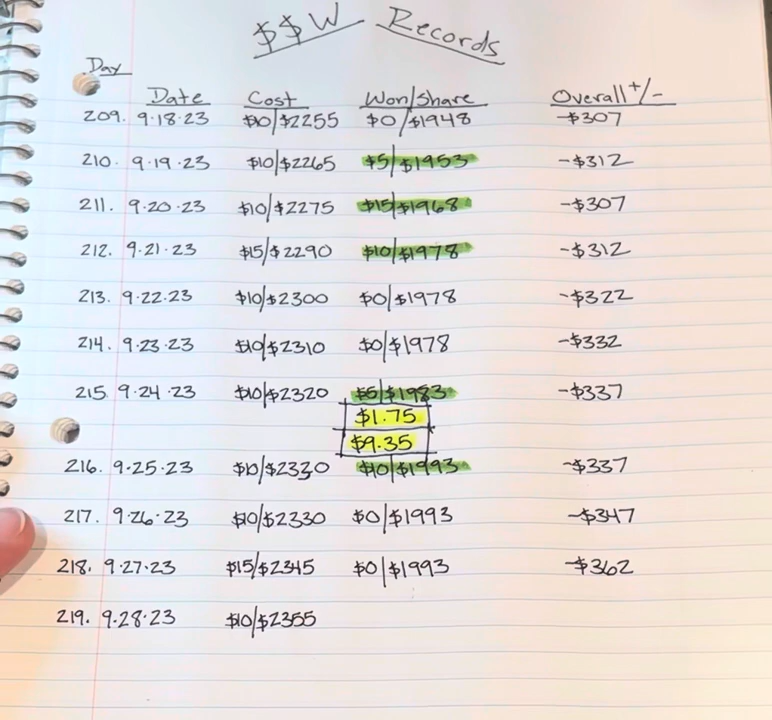 $$W Records
Day
Date Cost Won/Share Overall +/-
209. 9.18.23 $10/$2255 $0/$1948 -$307
210. 9.19.23 $10/$2265 $5/$1953 -$312
211. 9.20.23 $10/$2275 $15/$1968 -$307
212. 9.21.23 $15/$2290 $10/$1978 -$312
213. 9.22.23 $10/$2300 $0/$1978 -$322
214. 9.23.23 $10/$2310 $0/$1978 -$332
215. 9.24.23 $10/$2320 $5/$1983 -$337
$1.75
$9.35
216. 9.25.23 $10/$2330 $10/$1993 -$337
217. 9.26.23 $10/$2330 $0/$1993 -$347
218. 9.27.23 $15/$2345 $0/$1993 -$362
219. 9.28.23 $10/$2355